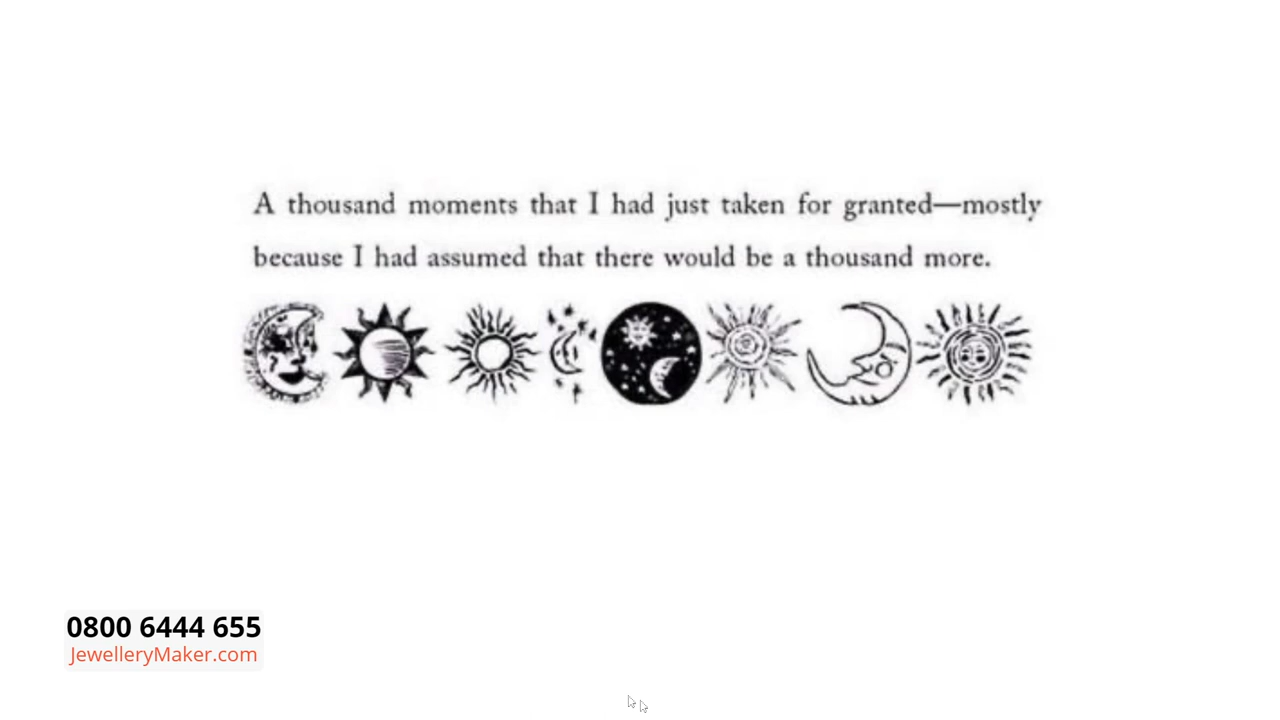 A thousand moments that I had just taken for granted—mostly
because I had assumed that there would be a thousand more.
0800 6444 655
JewelleryMaker.com